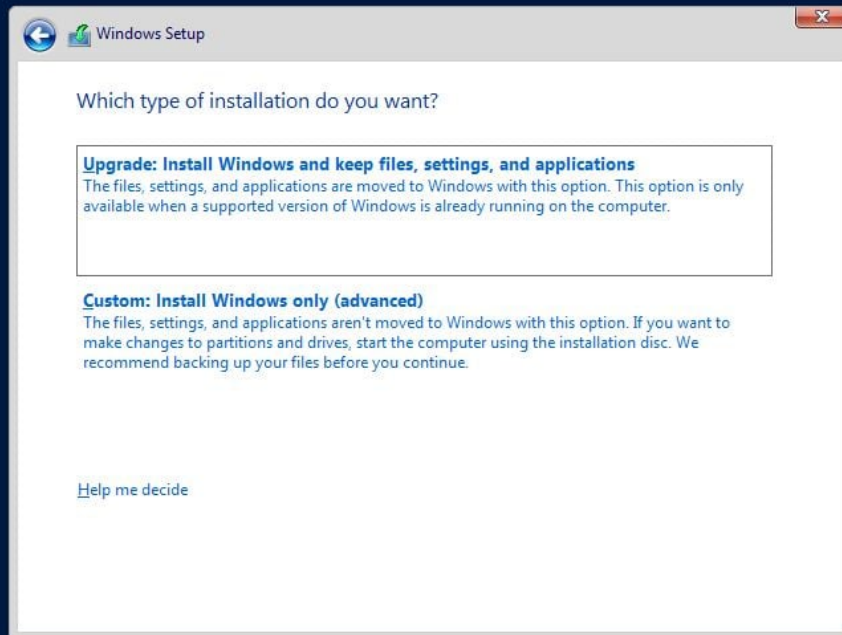 Windows Setup
Which type of installation do you want?
Upgrade: Install Windows and keep files, settings, and applications
The files, settings, and applications are moved to Windows with this option. This option is only
available when a supported version of Windows is already running on the computer.
Custom: Install Windows only (advanced)
The files, settings, and applications aren't moved to Windows with this option. If you want to
make changes to partitions and drives, start the computer using the installation disc. We
recommend backing up your files before you continue.
Help me decide